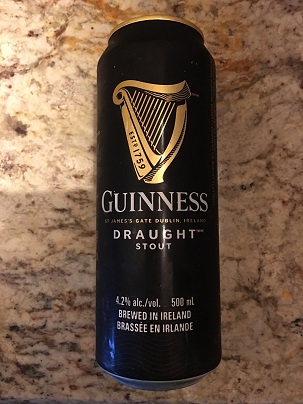 ESTD 1759
GUINNESS
ST JAMES'S GATE DUBLIN, IRELAND
DRAUGHT™
STOUT
4.2% alc./vol. 500 ml
BREWED IN IRELAND
BRASSÉE EN IRLANDE